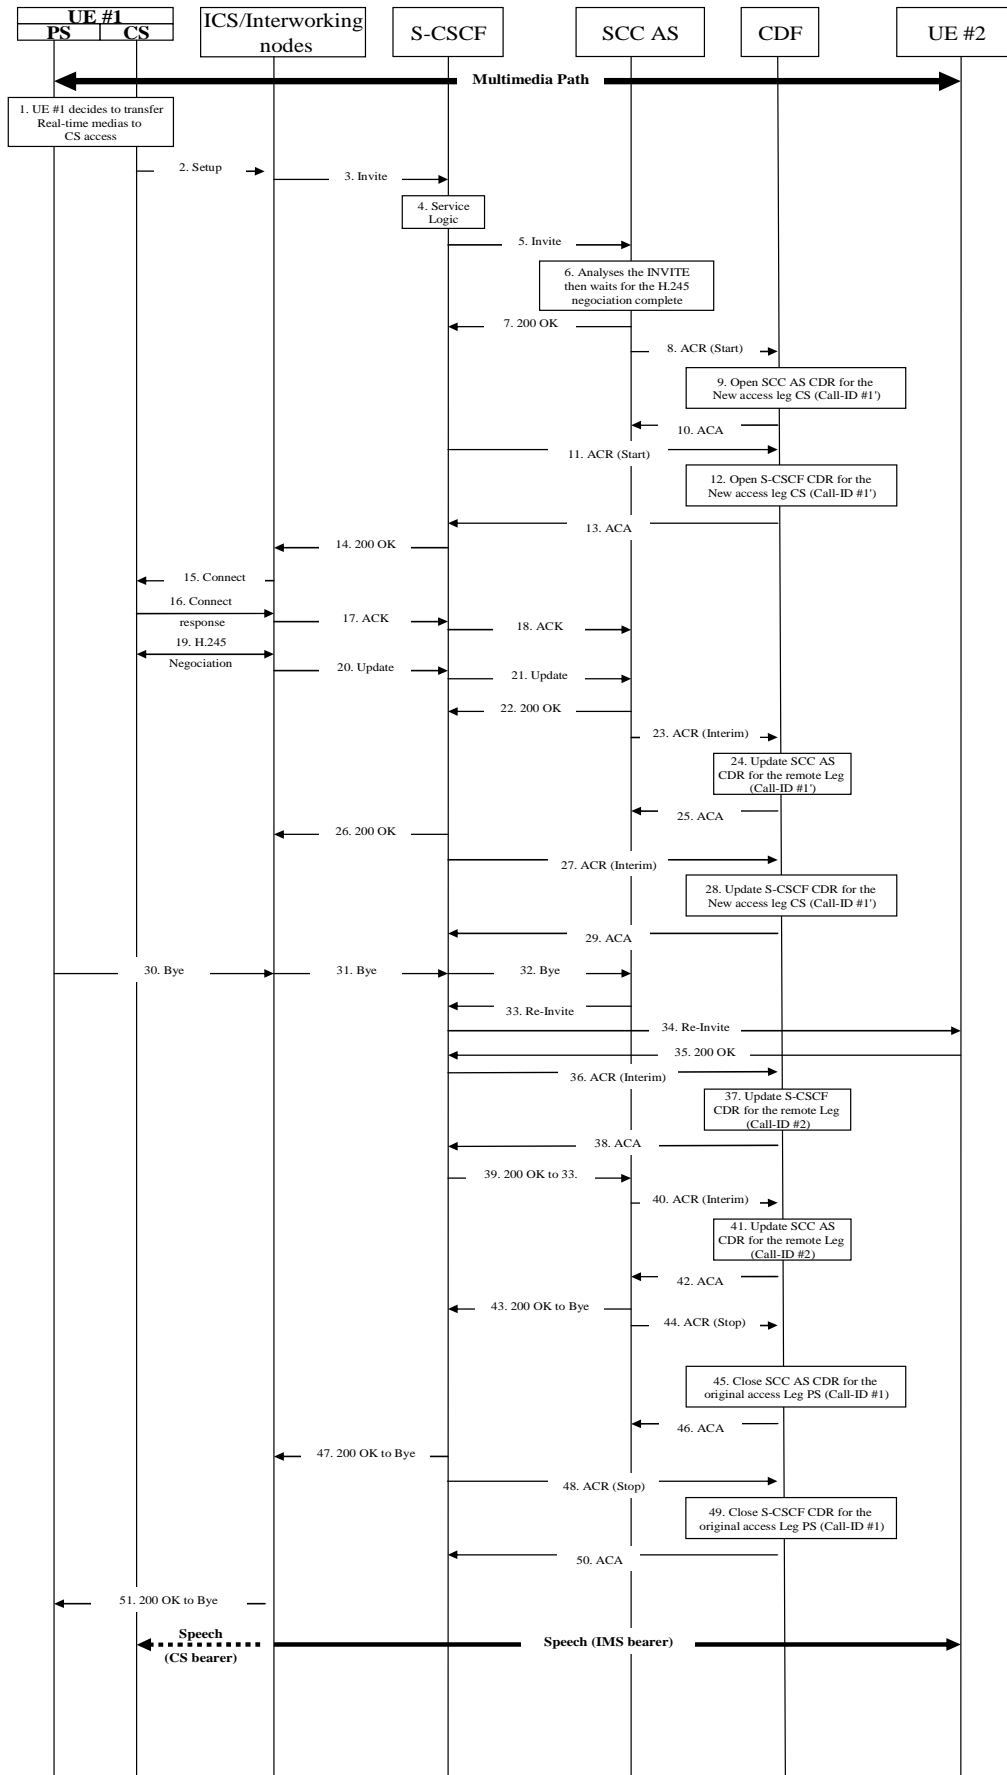 UE #1
PS
CS
ICS/Interworking
nodes
S-CSCF
SCC AS
CDF
UE #2
Multimedia Path
1. UE #1 decides to transfer
Real-time medias to
CS access
2. Setup
3. Invite
4. Service
Logic
5. Invite
6. Analyses the INVITE
then waits for the H.245
negociation complete
7. 200 OK
8. ACR (Start)
9. Open SCC AS CDR for the
New access leg CS (Call-ID #1')
10. ACA
11. ACR (Start)
12. Open S-CSCF CDR for the
New access leg CS (Call-ID #1')
13. ACA
14. 200 OK
15. Connect
16. Connect
response
17. ACK
18. ACK
19. H.245
Negociation
20. Update
21. Update
22. 200 OK
23. ACR (Interim)
24. Update SCC AS
CDR for the remote Leg
(Call-ID #1')
25. ACA
26. 200 OK
27. ACR (Interim)
28. Update S-CSCF CDR for the
New access leg CS (Call-ID #1')
29. ACA
30. Bye
31. Bye
32. Bye
33. Re-Invite
34. Re-Invite
35. 200 OK
36. ACR (Interim)
37. Update S-CSCF
CDR for the remote Leg
(Call-ID #2)
38. ACA
39. 200 OK to 33.
40. ACR (Interim)
41. Update SCC AS
CDR for the remote Leg
(Call-ID #2)
42. ACA
43. 200 OK to Bye
44. ACR (Stop)
45. Close SCC AS CDR for the
original access Leg PS (Call-ID #1)
46. ACA
47. 200 OK to Bye
48. ACR (Stop)
49. Close S-CSCF CDR for the
original access Leg PS (Call-ID #1)
50. ACA
51. 200 OK to Bye
Speech
(CS bearer)
Speech (IMS bearer)